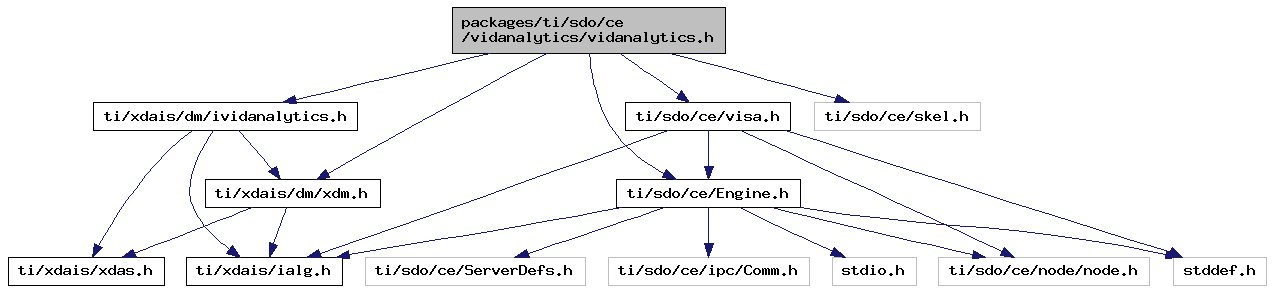 packages/ti/sdo/ce
/vidanalytics/vidanalytics.h
ti/xdais/dm/ividanalytics.h
ti/sdo/ce/visa.h
ti/sdo/ce/skel.h
ti/xdais/dm/xdm.h
ti/sdo/ce/Engine.h
ti/xdais/xdas.h
ti/xdais/ialg.h
ti/sdo/ce/ServerDefs.h
ti/sdo/ce/ipc/Comm.h
stdio.h
ti/sdo/ce/node/node.h
stddef.h